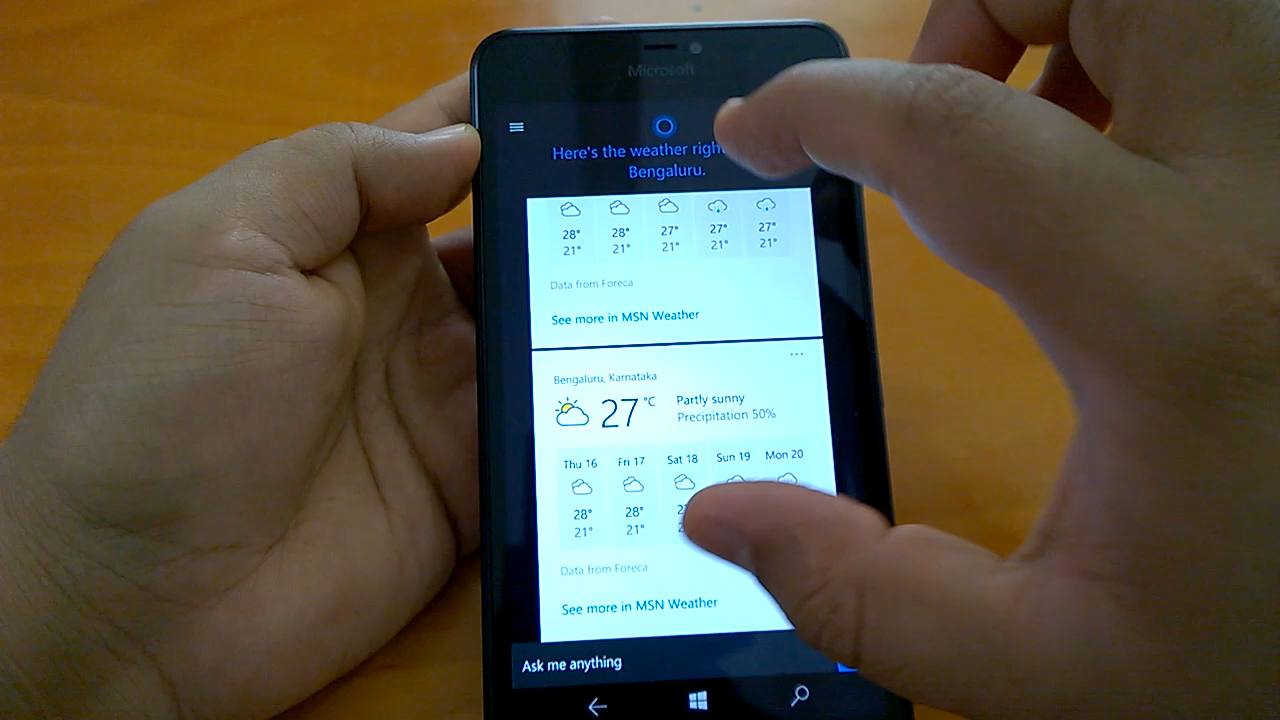 Microsoft
Here's the weather righ
Bengaluru.
28° 28° 27° 27° 27°
21° 21° 21° 21° 21°
Data from Foreca
See more in MSN Weather
Bengaluru, Karnataka
27 °C
Partly sunny
Precipitation 50%
Thu 16 Fri 17 Sat 18 Sun 19 Mon 20
28° 28°
21° 21°
Data from Foreca
See more in MSN Weather
Ask me anything